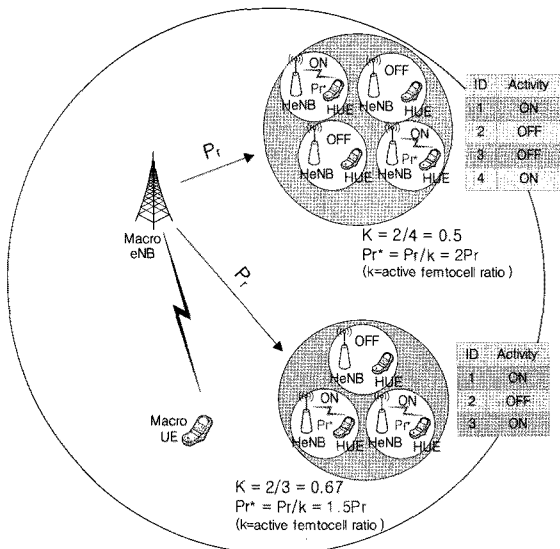 ON
Pr*
HeNB
HUE
OFF
HeNB
HUE
OFF
HeNB
HUE
ON
Pr*
HeNB
HUE
ID Activity
1 ON
2 OFF
3 OFF
4 ON
Pr
Macro
eNB
K = 2/4 = 0.5
Pr* = Pr/k = 2Pr
(k=active femtocell ratio)
Pr
OFF
HeNB
HUE
ON
Pr*
HeNB
HUE
ON
Pr*
HeNB
HUE
ID Activity
1 ON
2 OFF
3 ON
Macro
UE
K = 2/3 = 0.67
Pr* = Pr/k = 1.5Pr
(k=active femtocell ratio)